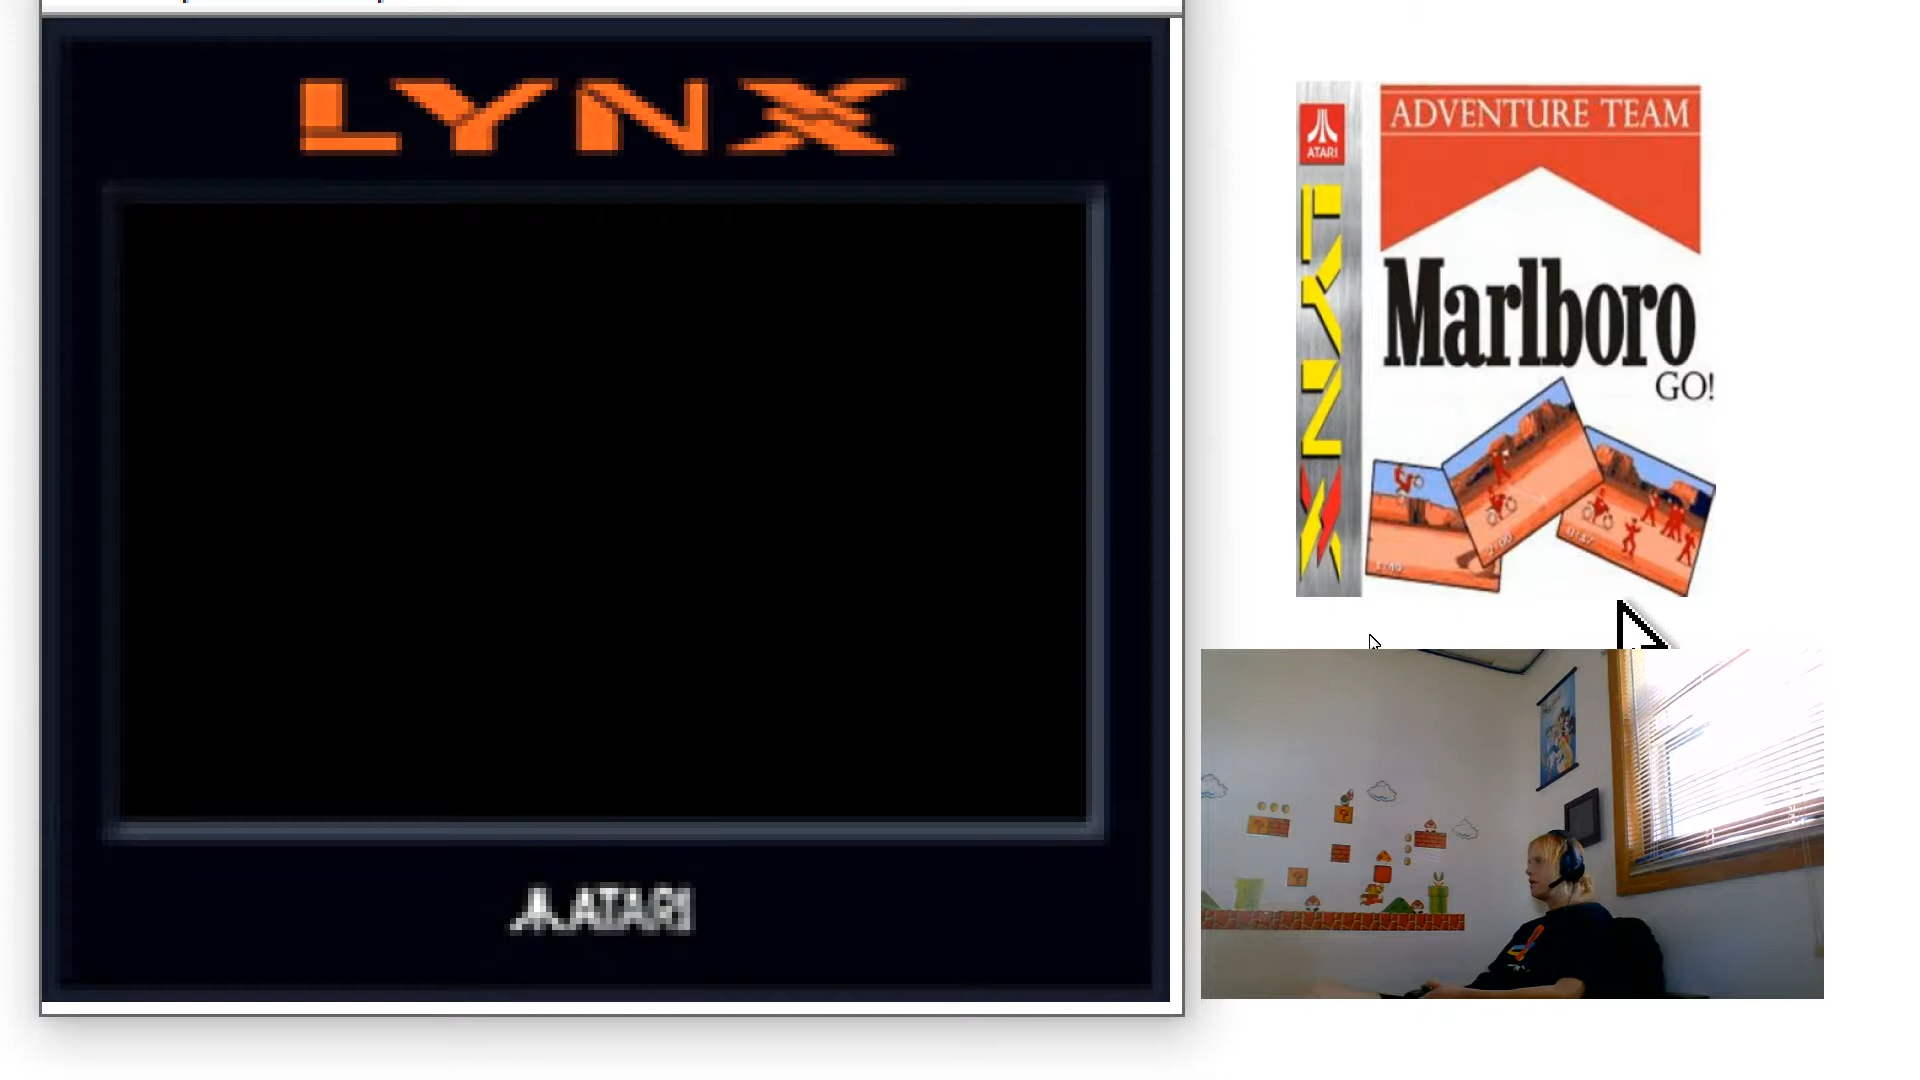 LYNX
ATARI
ATARI
LYNX
ADVENTURE TEAM
Marlboro
GO!